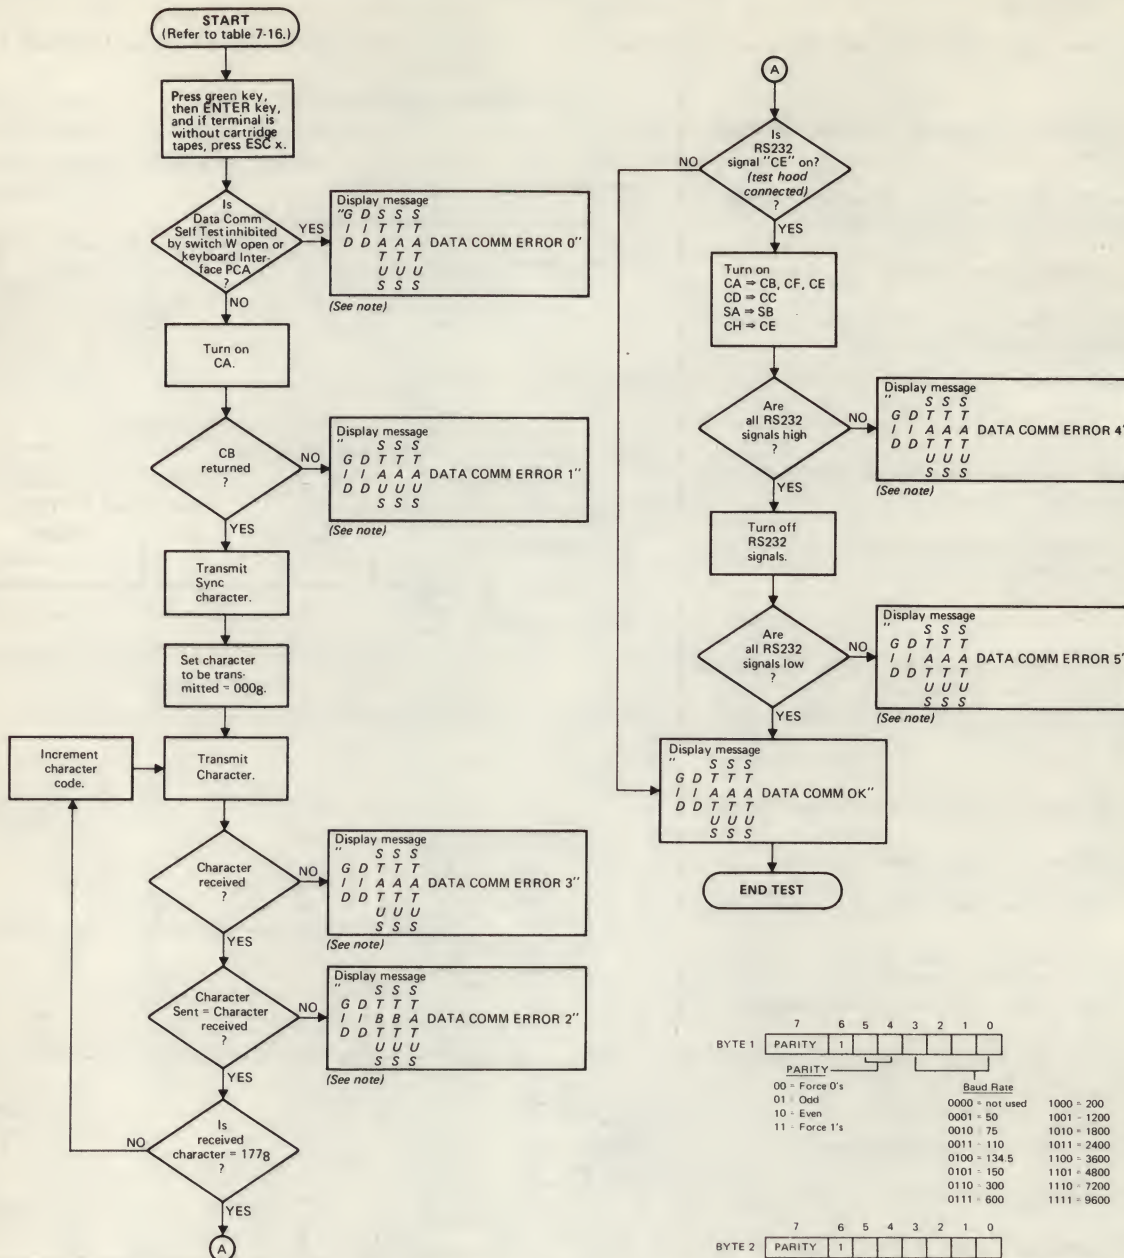 START
(Refer to table 7-16.)
Press green key,
then ENTER key,
and if terminal is
without cartridge
tapes, press ESC x.
Is
Data Comm
Self Test inhibited
by switch W open or
keyboard Inter-
face PCA
?
YES
NO
Display message
"G D S S S
I I T T T
D D A A A DATA COMM ERROR 0"
T T T
U U U
S S S
(See note)
Turn on
CA.
CB
returned
?
NO
YES
Display message
"
S S S
G D T T T
I I A A A DATA COMM ERROR 1"
D D U U U
S S S
(See note)
Transmit
Sync
character.
Set character
to be trans-
mitted = 0008.
Increment
character
code.
Transmit
Character.
Character
received
?
NO
YES
Display message
"
S S S
G D T T T
I I A A A DATA COMM ERROR 3"
D D T T T
U U U
S S S
(See note)
Character
Sent = Character
received
?
NO
YES
Display message
"
S S S
G D T T T
I I B B A DATA COMM ERROR 2"
D D T T T
U U U
S S S
(See note)
Is
received
character = 1778
?
NO
YES
A
A
Is
RS232
signal "CE" on?
(test hood
connected)
?
NO
YES
Turn on
CA ⇒ CB, CF, CE
CD ⇒ CC
SA ⇒ SB
CH ⇒ CE
Are
all RS232
signals high
?
NO
YES
Display message
"
S S S
G D T T T
I I A A A DATA COMM ERROR 4"
D D T T T
U U U
S S S
(See note)
Turn off
RS232
signals.
Are
all RS232
signals low
?
NO
YES
Display message
"
S S S
G D T T T
I I A A A DATA COMM ERROR 5"
D D T T T
U U U
S S S
(See note)
Display message
"
S S S
G D T T T
I I A A A DATA COMM OK"
D D T T T
U U U
S S S
END TEST
7 6 5 4 3 2 1 0
BYTE 1 PARITY 1
PARITY
00 = Force 0's
01 = Odd
10 = Even
11 - Force 1's
Baud Rate
0000 = not used 1000 = 200
0001 = 50 1001 - 1200
0010 = 75 1010 = 1800
0011 - 110 1011 = 2400
0100 = 134.5 1100 = 3600
0101 = 150 1101 = 4800
0110 = 300 1110 = 7200
0111 = 600 1111 = 9600
7 6 5 4 3 2 1 0
BYTE 2 PARITY 1